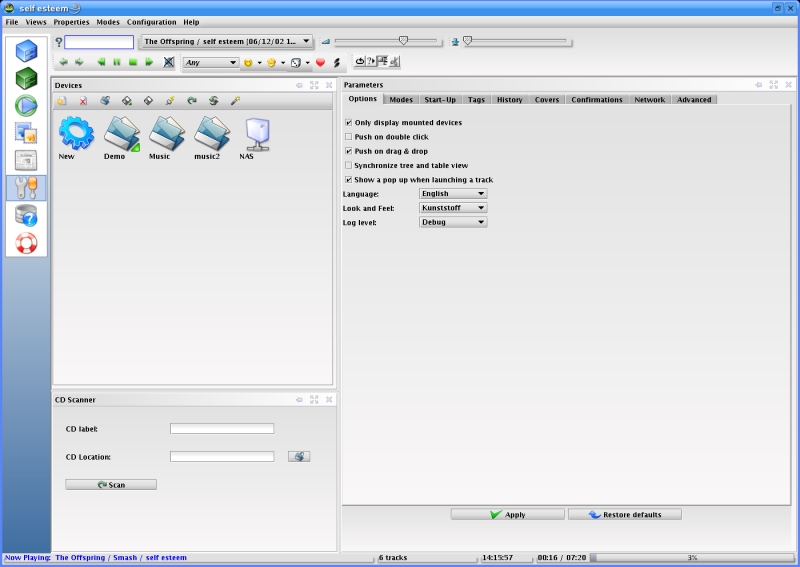 self esteem
File Views Properties Modes Configuration Help
The Offspring / self esteem [06/12/02 1...
Any
Devices
New Demo Music music2 NAS
CD Scanner
CD label:
CD Location:
Scan
Parameters
Options Modes Start-Up Tags History Covers Confirmations Network Advanced
Only display mounted devices
Push on double click
Push on drag & drop
Synchronize tree and table view
Show a pop up when launching a track
Language: English
Look and Feel: Kunststoff
Log level: Debug
Apply Restore defaults
Now Playing: The Offspring / Smash / self esteem 6 tracks 14:15:57 00:16 / 07:20 3%